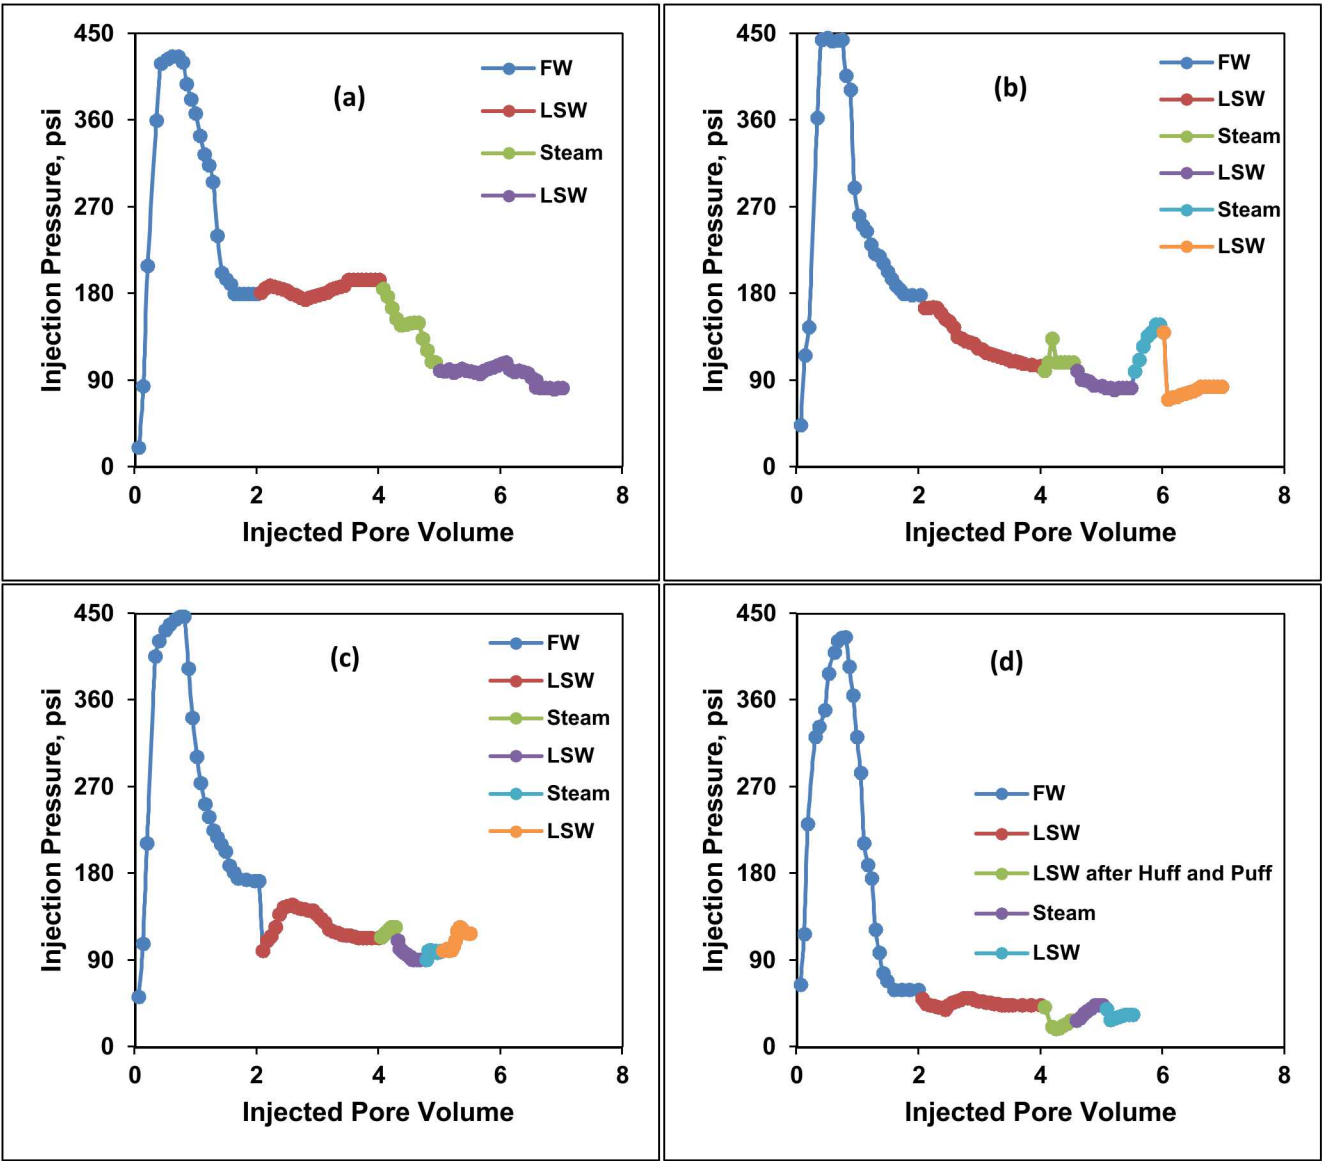 450
360
270
180
90
0
Injection Pressure, psi
(a)
FW
LSW
Steam
LSW
0 2 4 6 8
Injected Pore Volume
450
360
270
180
90
0
Injection Pressure, psi
(b)
FW
LSW
Steam
LSW
Steam
LSW
0 2 4 6 8
Injected Pore Volume
450
360
270
180
90
0
Injection Pressure, psi
(c)
FW
LSW
Steam
LSW
Steam
LSW
0 2 4 6 8
Injected Pore Volume
450
360
270
180
90
0
Injection Pressure, psi
(d)
FW
LSW
LSW after Huff and Puff
Steam
LSW
0 2 4 6 8
Injected Pore Volume